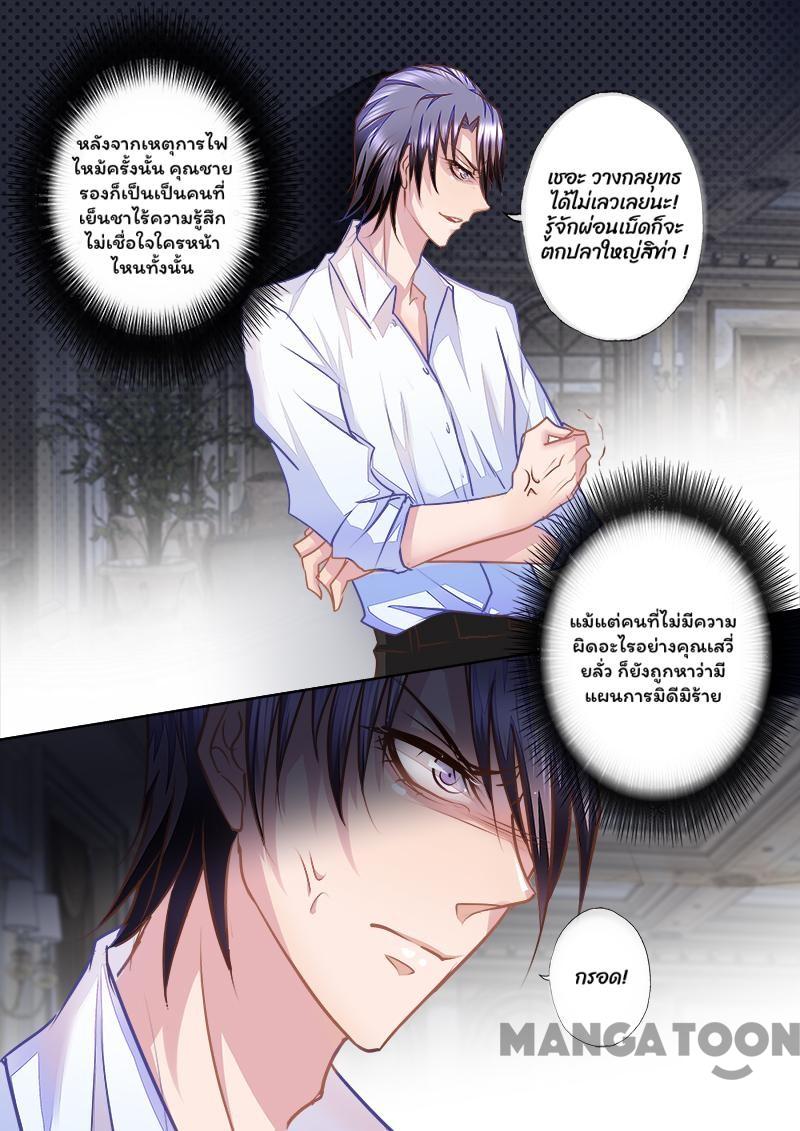 หลังจากเหตุการไฟ
ไหม้ครั้งนั้น คุณชาย
รองก็เป็นเป็นคนที่
เย็นชาไร้ความรู้สึก
ไม่เชื่อใจใครหน้า
ไหนทั้งนั้น
เชอะ วางกลยุทธ
ได้ไม่เลวเลยนะ!
รู้จักผ่อนเบ็ดก็จะ
ตกปลาใหญ่สิท่า !
แม้แต่คนที่ไม่มีความ
ผิดอะไรอย่างคุณเสวี่
ยลั่ว ก็ยังถูกหาว่ามี
แผนการมิดีมิร้าย
กรอด!
MANGATOON